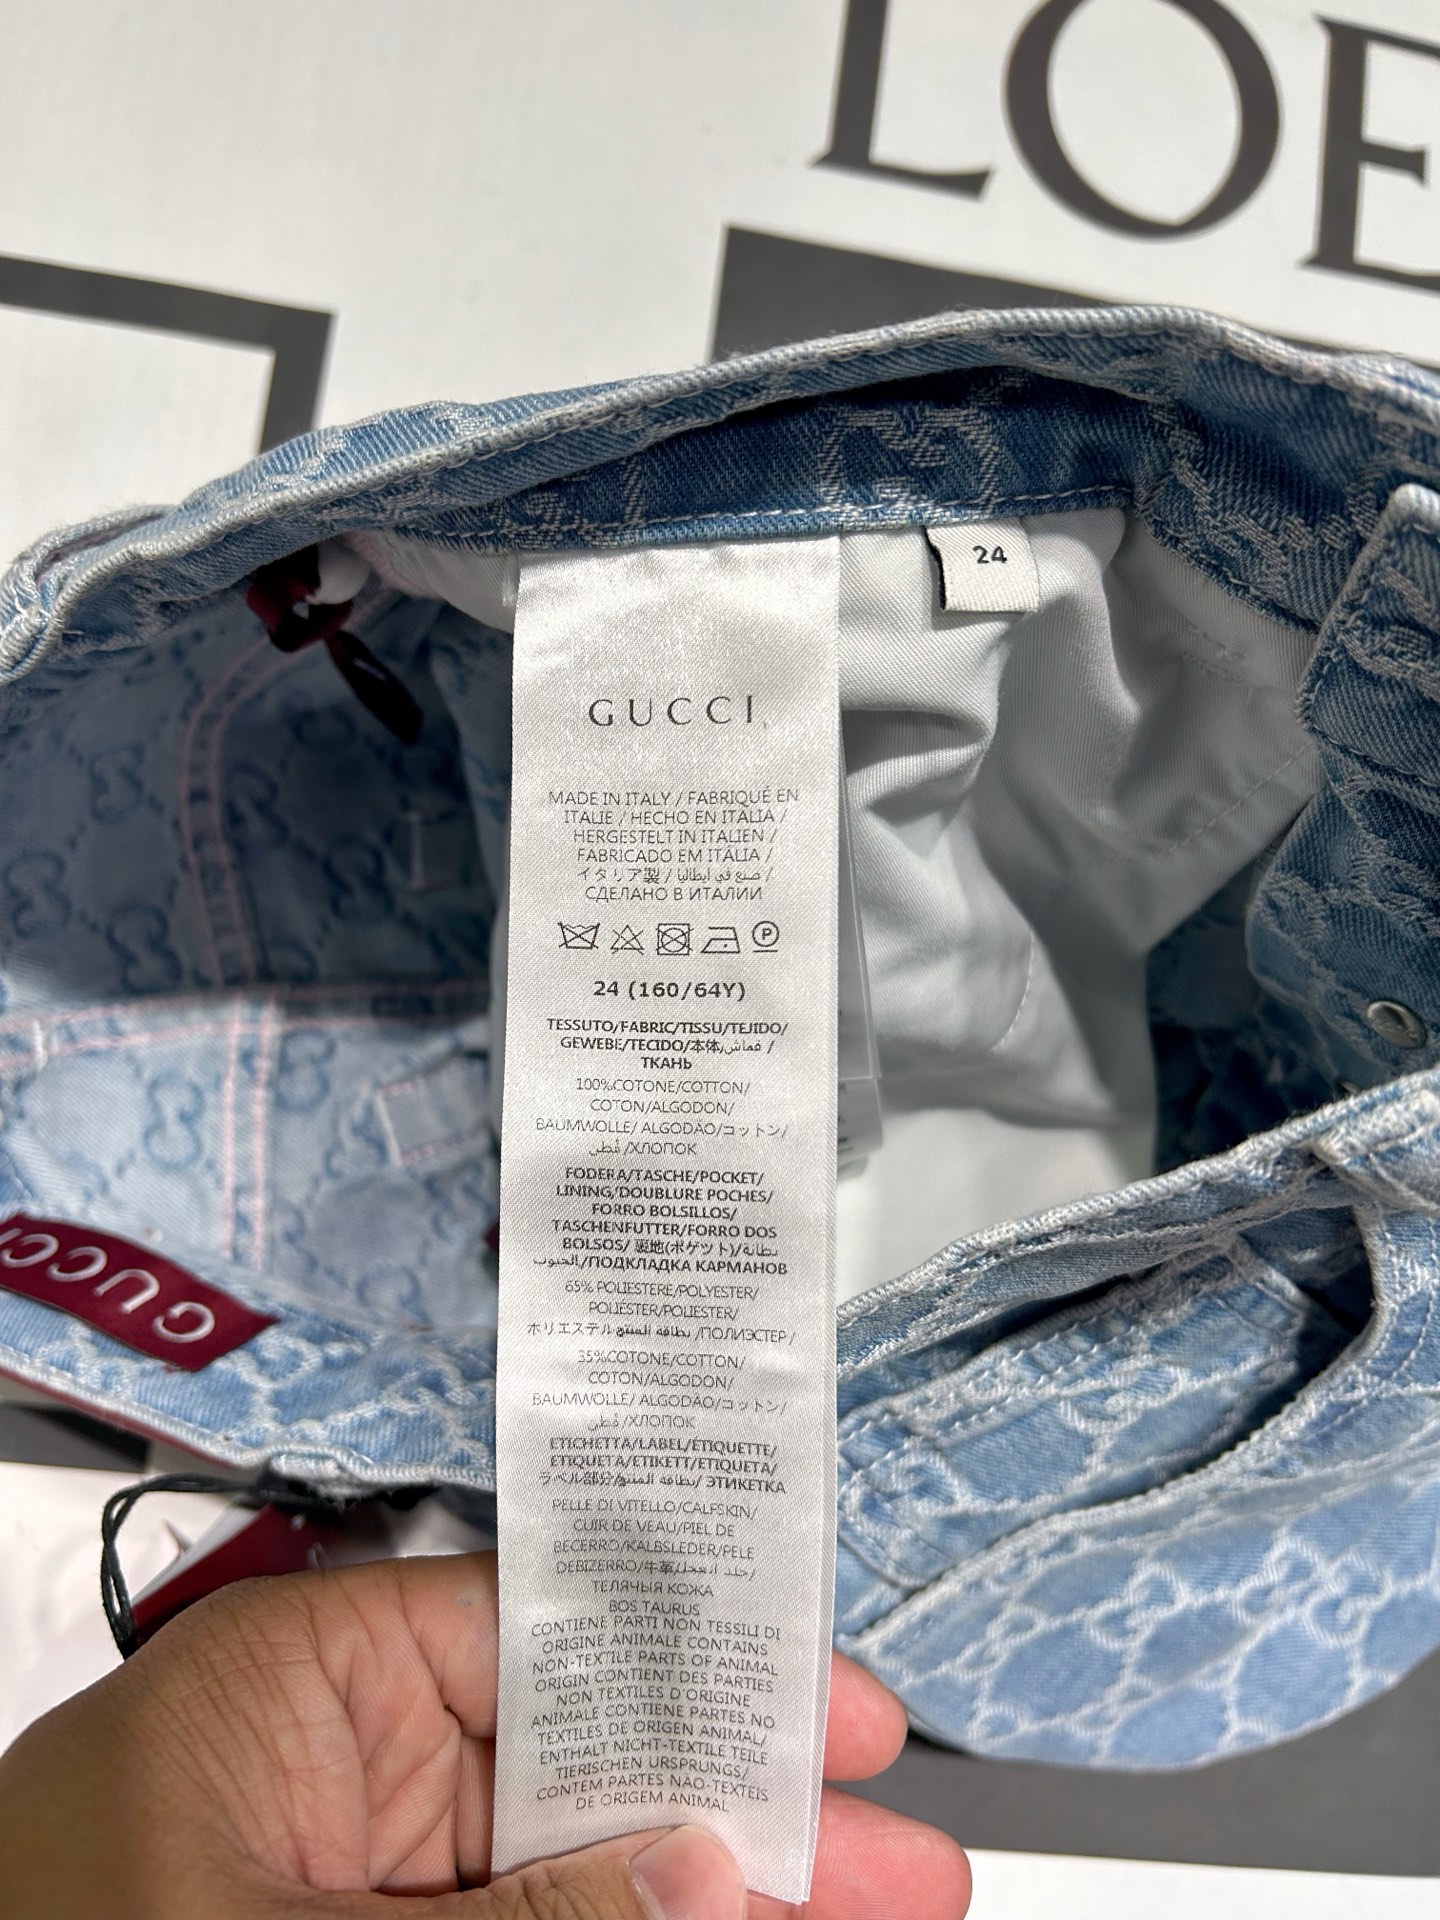 LOE
24
GUCCI
MADE IN ITALY / FABRIQUÉ EN
ITALIE / HECHO EN ITALIA /
HERGESTELT IN ITALIEN /
FABRICADO EM ITÁLIA /
イタリア製 / صنع في ايطاليا /
СДЕЛАНО В ИТАЛИИ
P
24 (160/64Y)
TESSUTO/FABRIC/TISSU/TEJIDO/
GEWEBE/TECIDO/本体/قماش /
ТКАНЬ
100%COTONE/COTTON/
COTON/ALGODON/
BAUMWOLLE/ ALGODÃO/コットン/
قطن /ХЛОПОК
FODERA/TASCHE/POCKET/
LINING/DOUBLURE POCHES/
FORRO BOLSILLOS/
TASCHENFUTTER/FORRO DOS
BOLSOS/ 裏地(ポケット)/بطانة
الجيوب/ПОДКЛАДКА КАРМАНОВ
65% POLIESTERE/POLYESTER/
POLIÉSTER/POLIESTER/
ホリエステル/بطاقه المنتج /ПОЛИЭСТЕР/
35%COTONE/COTTON/
COTON/ALGODON/
BAUMWOLLE/ ALGODÃO/コットン/
قطن /ХЛОПОК
ETICHETTA/LABEL/ÉTIQUETTE/
ETIQUETA/ETIKETT/ETIQUETA/
ラベル部分/بطاقه المنتج/ ЭТИКЕТКА
PELLE DI VITELLO/CALFSKIN/
CUIR DE VEAU/PIEL DE
BECERRO/KALBSLEDER/PELE
DEBIZERRO/牛革/جلد العجل/
ТЕЛЯЧЬЯ КОЖА
BOS TAURUS
CONTIENE PARTI NON TESSILI DI
ORIGINE ANIMALE CONTAINS
NON-TEXTILE PARTS OF ANIMAL
ORIGIN CONTIENT DES PARTIES
NON TEXTILES D'ORIGINE
ANIMALE CONTIENE PARTES NO
TEXTILES DE ORIGEN ANIMAL/
ENTHALT NICHT-TEXTILE TEILE
TIERISCHEN URSPRUNGS/
CONTEM PARTES NÃO-TEXTEIS
DE ORIGEM ANIMAL
GUCCI